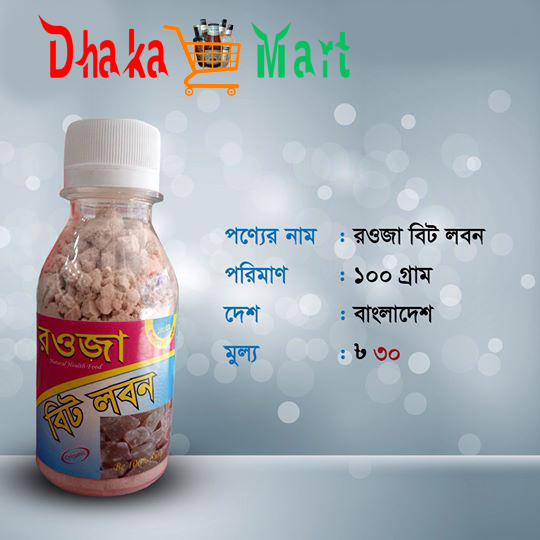 Dhaka Mart
পণ্যের নাম : রওজা বিট লবন
পরিমাণ : ১০০ গ্রাম
দেশ : বাংলাদেশ
মুল্য : ৳ ৩০
রওজা
Natural Health Food
বিট লবন